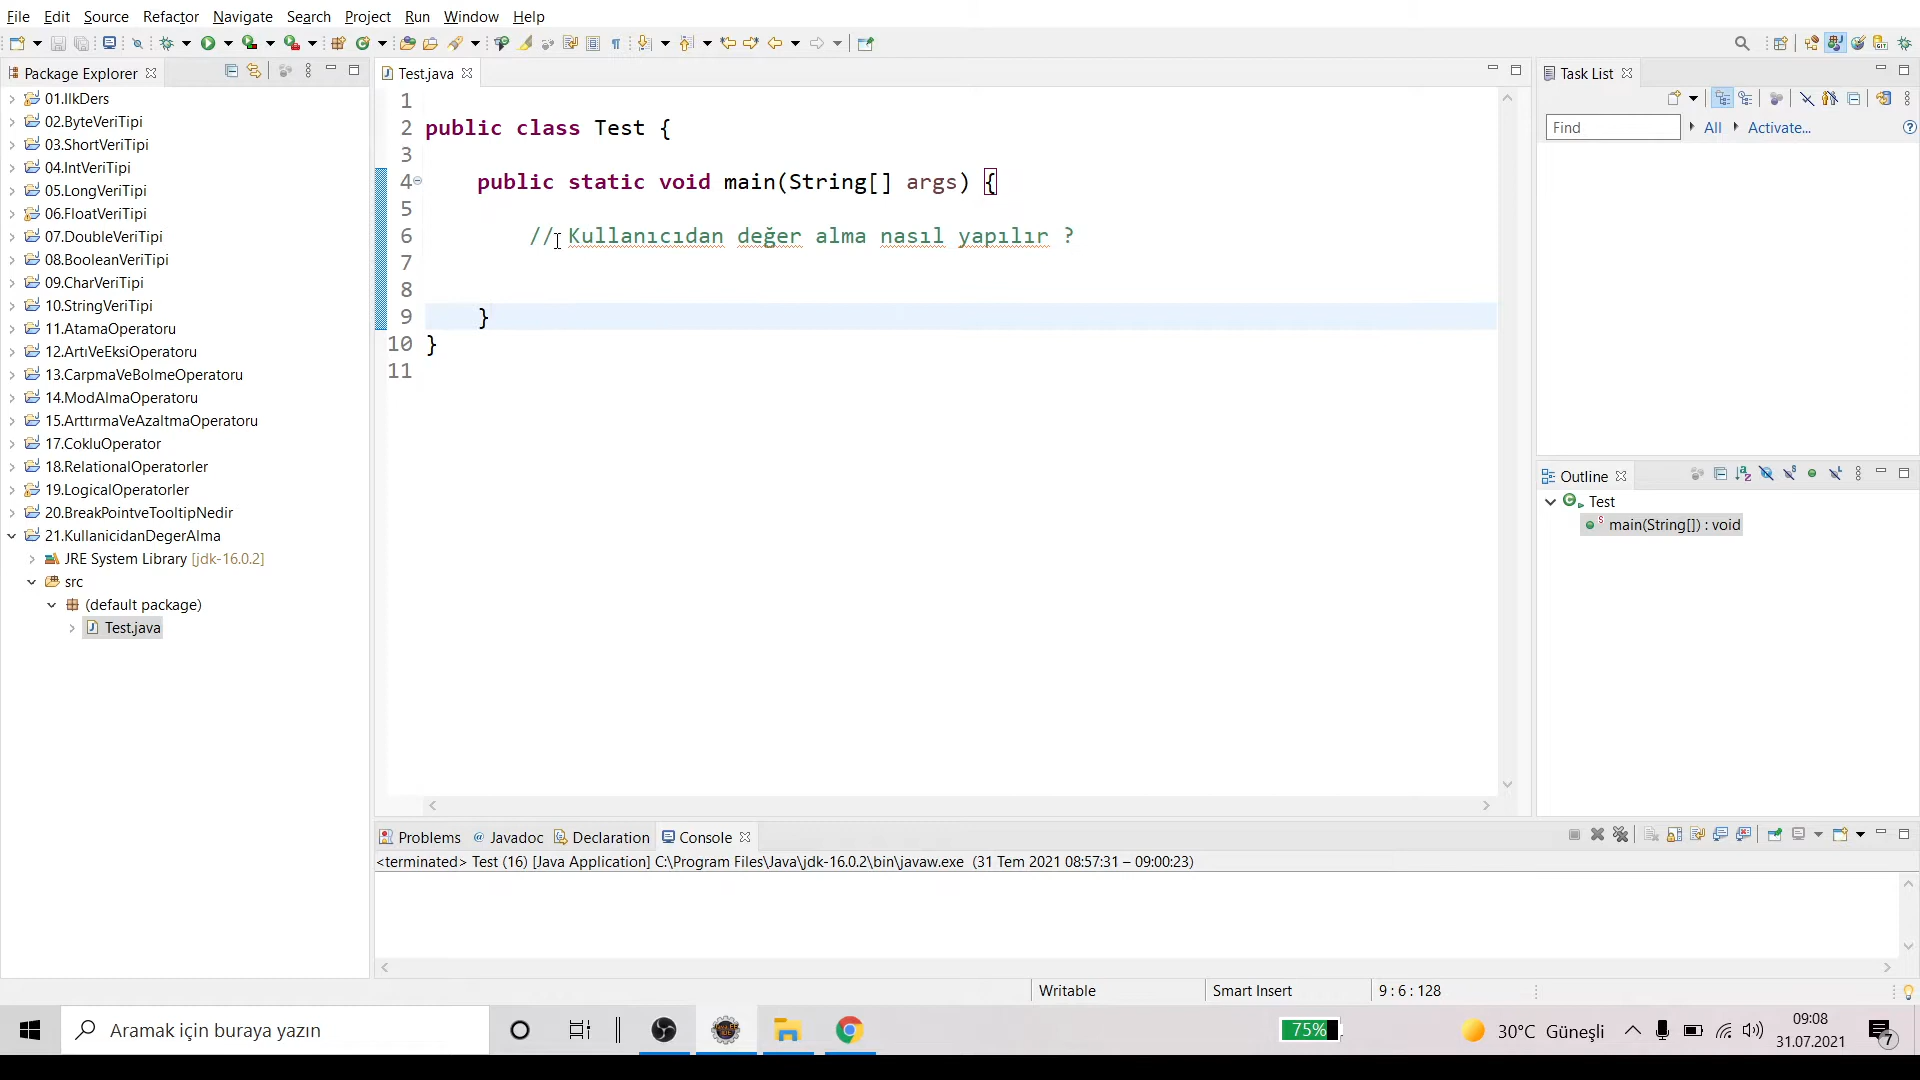 File Edit Source Refactor Navigate Search Project Run Window Help
Package Explorer
01.IlkDers
02.ByteVeriTipi
03.ShortVeriTipi
04.IntVeriTipi
05.LongVeriTipi
06.FloatVeriTipi
07.DoubleVeriTipi
08.BooleanVeriTipi
09.CharVeriTipi
10.StringVeriTipi
11.AtamaOperatoru
12.ArtıVeEksiOperatoru
13.CarpmaVeBolmeOperatoru
14.ModAlmaOperatoru
15.ArttırmaVeAzaltmaOperatoru
17.CokluOperator
18.RelationalOperatorler
19.LogicalOperatorler
20.BreakPointveTooltipNedir
21.KullanicidanDegerAlma
JRE System Library [jdk-16.0.2]
src
(default package)
Test.java
Test.java
1
2 public class Test {
3
4 public static void main(String[] args) {
5
6 // Kullanıcıdan değer alma nasıl yapılır ?
7
8
9 }
10 }
11
Task List
Find All Activate...
Outline
Test
main(String[]) : void
Problems Javadoc Declaration Console
<terminated> Test (16) [Java Application] C:\Program Files\Java\jdk-16.0.2\bin\javaw.exe (31 Tem 2021 08:57:31 – 09:00:23)
Writable Smart Insert 9 : 6 : 128
Aramak için buraya yazın
75%
30°C Güneşli
09:08
31.07.2021
7